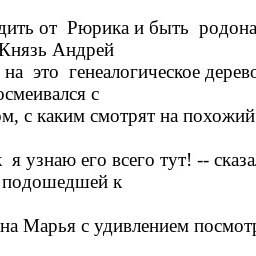 дить от Рюрика и быть родона
Князь Андрей
на это генеалогическое дерево
осмеивался с
ом, с каким смотрят на похожий
я узнаю его всего тут! -- сказал
подошедшей к
на Марья с удивлением посмотр